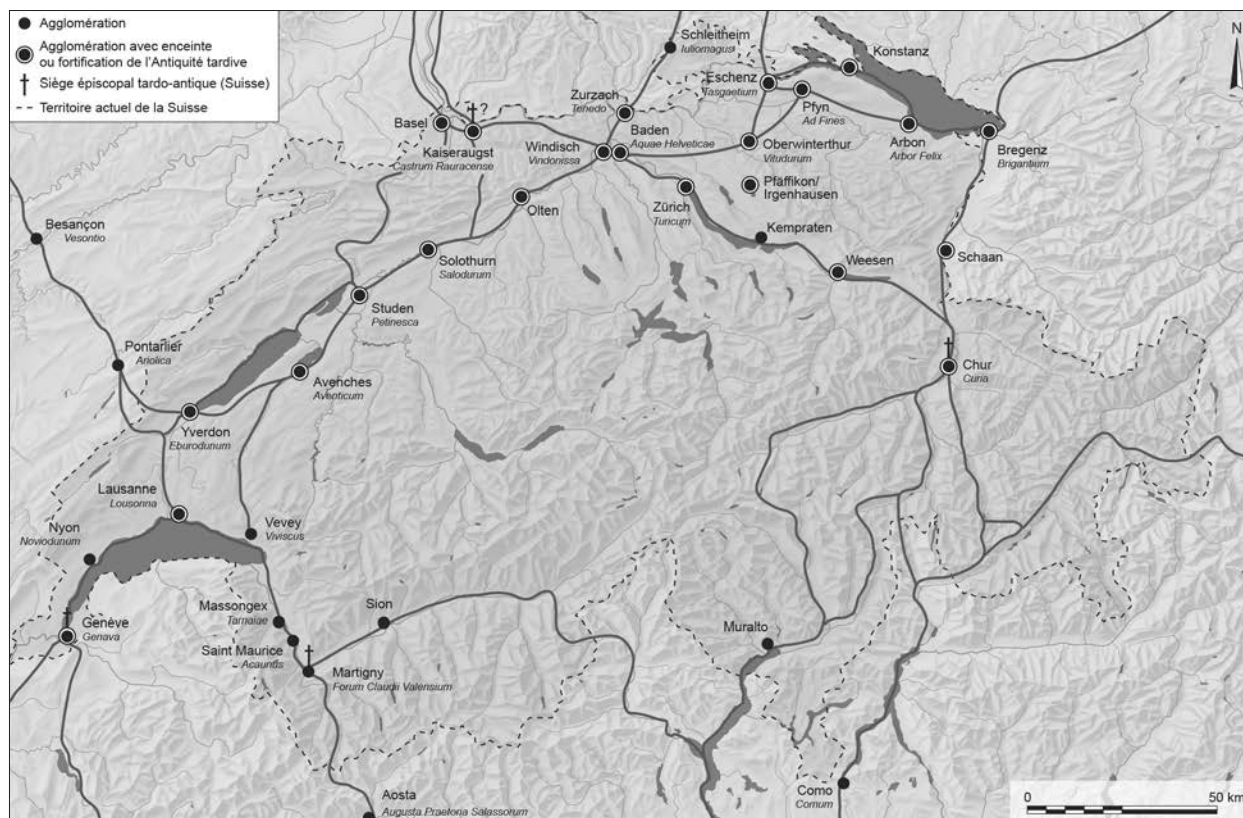 Agglomération
Agglomération avec enceinte
ou fortification de l'Antiquité tardive
Siège épiscopal tardo-antique (Suisse)
Territoire actuel de la Suisse
N
Schleitheim
Iuliomagus
Konstanz
Eschenz
Tasgaetium
Zurzach
Tenedo
Pfyn
Ad Fines
?
Basel
Kaiseraugst
Castrum Rauracense
Windisch
Vindonissa
Baden
Aquae Helveticae
Oberwinterthur
Vitudurum
Arbon
Arbor Felix
Bregenz
Brigantium
Pfäffikon/
Irgenhausen
Zürich
Turicum
Olten
Kempraten
Besançon
Vesontio
Solothurn
Salodurum
Weesen
Schaan
Studen
Petinesca
Pontarlier
Ariolica
Avenches
Aventicum
Chur
Curia
Yverdon
Eburodunum
Lausanne
Lousonna
Vevey
Viviscus
Nyon
Noviodunum
Massongex
Tarnaiae
Sion
Genève
Genava
Saint Maurice
Acaunus
Muralto
Martigny
Forum Claudii Valensium
Aosta
Augusta Praetoria Salassorum
Como
Comum
0
50 km